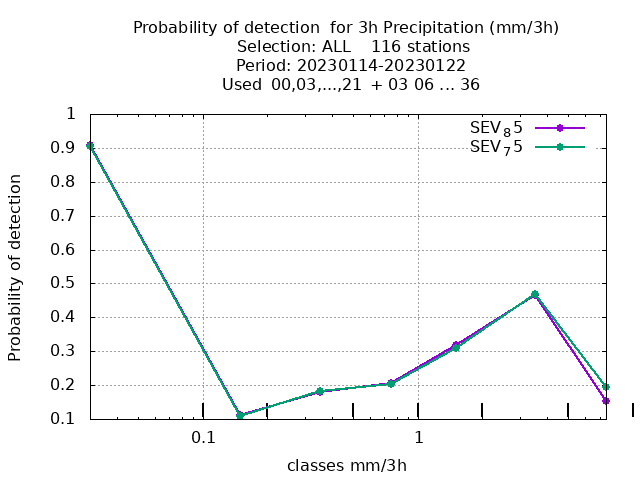 Probability of detection  for 3h Precipitation (mm/3h)
Selection: ALL    116 stations
Period: 20230114-20230122
Used  00,03,...,21  + 03 06 ... 36
SEV₈5
SEV₇5
1
0.9
0.8
0.7
0.6
0.5
0.4
0.3
0.2
0.1
Probability of detection
0.1
1
classes mm/3h